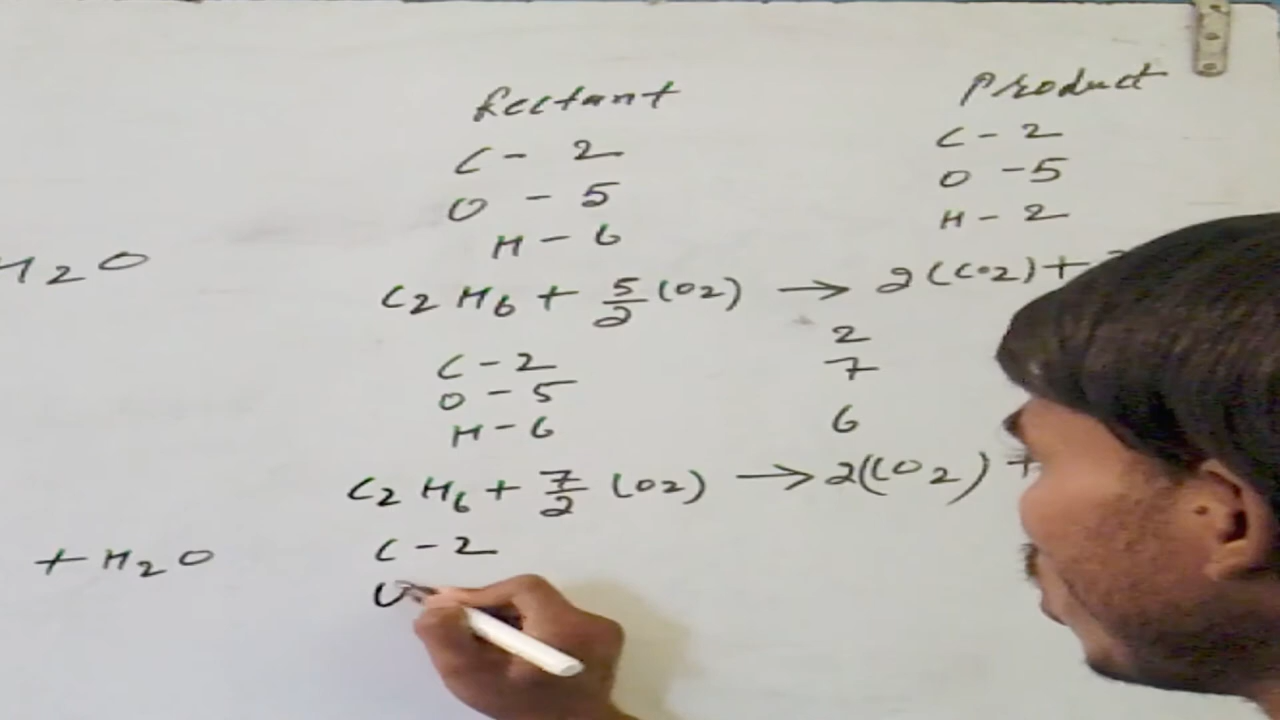 Rectant Product
C - 2 C - 2
O - 5 O - 5
H - 6 H - 2
H2O C2H6 + 5/2 (O2) → 2(CO2) +
C - 2 2
O - 5 7
H - 6 6
C2H6 + 7/2 (O2) → 2(CO2) +
+ H2O C - 2
O